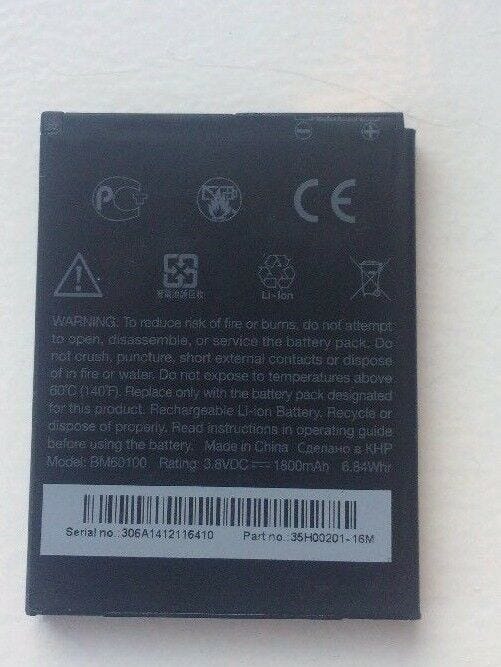 PC+
CE
Li-Ion
WARNING: To reduce risk of fire or burns, do not attempt
to open, disassemble, or service the battery pack. Do
not crush, puncture, short external contacts or dispose
of in fire or water. Do not expose to temperatures above
60°C (140°F). Replace only with the battery pack designated
for this product. Rechargeable Li-Ion Battery. Recycle or
dispose of properly. Read instructions in operating guide
before using the battery. Made in China Сделано в КНР
Model: BM60100 Rating: 3.8VDC 1800mAh 6.84Whr
Serial no.:306A1412116410 Part no.:35H00201-16M